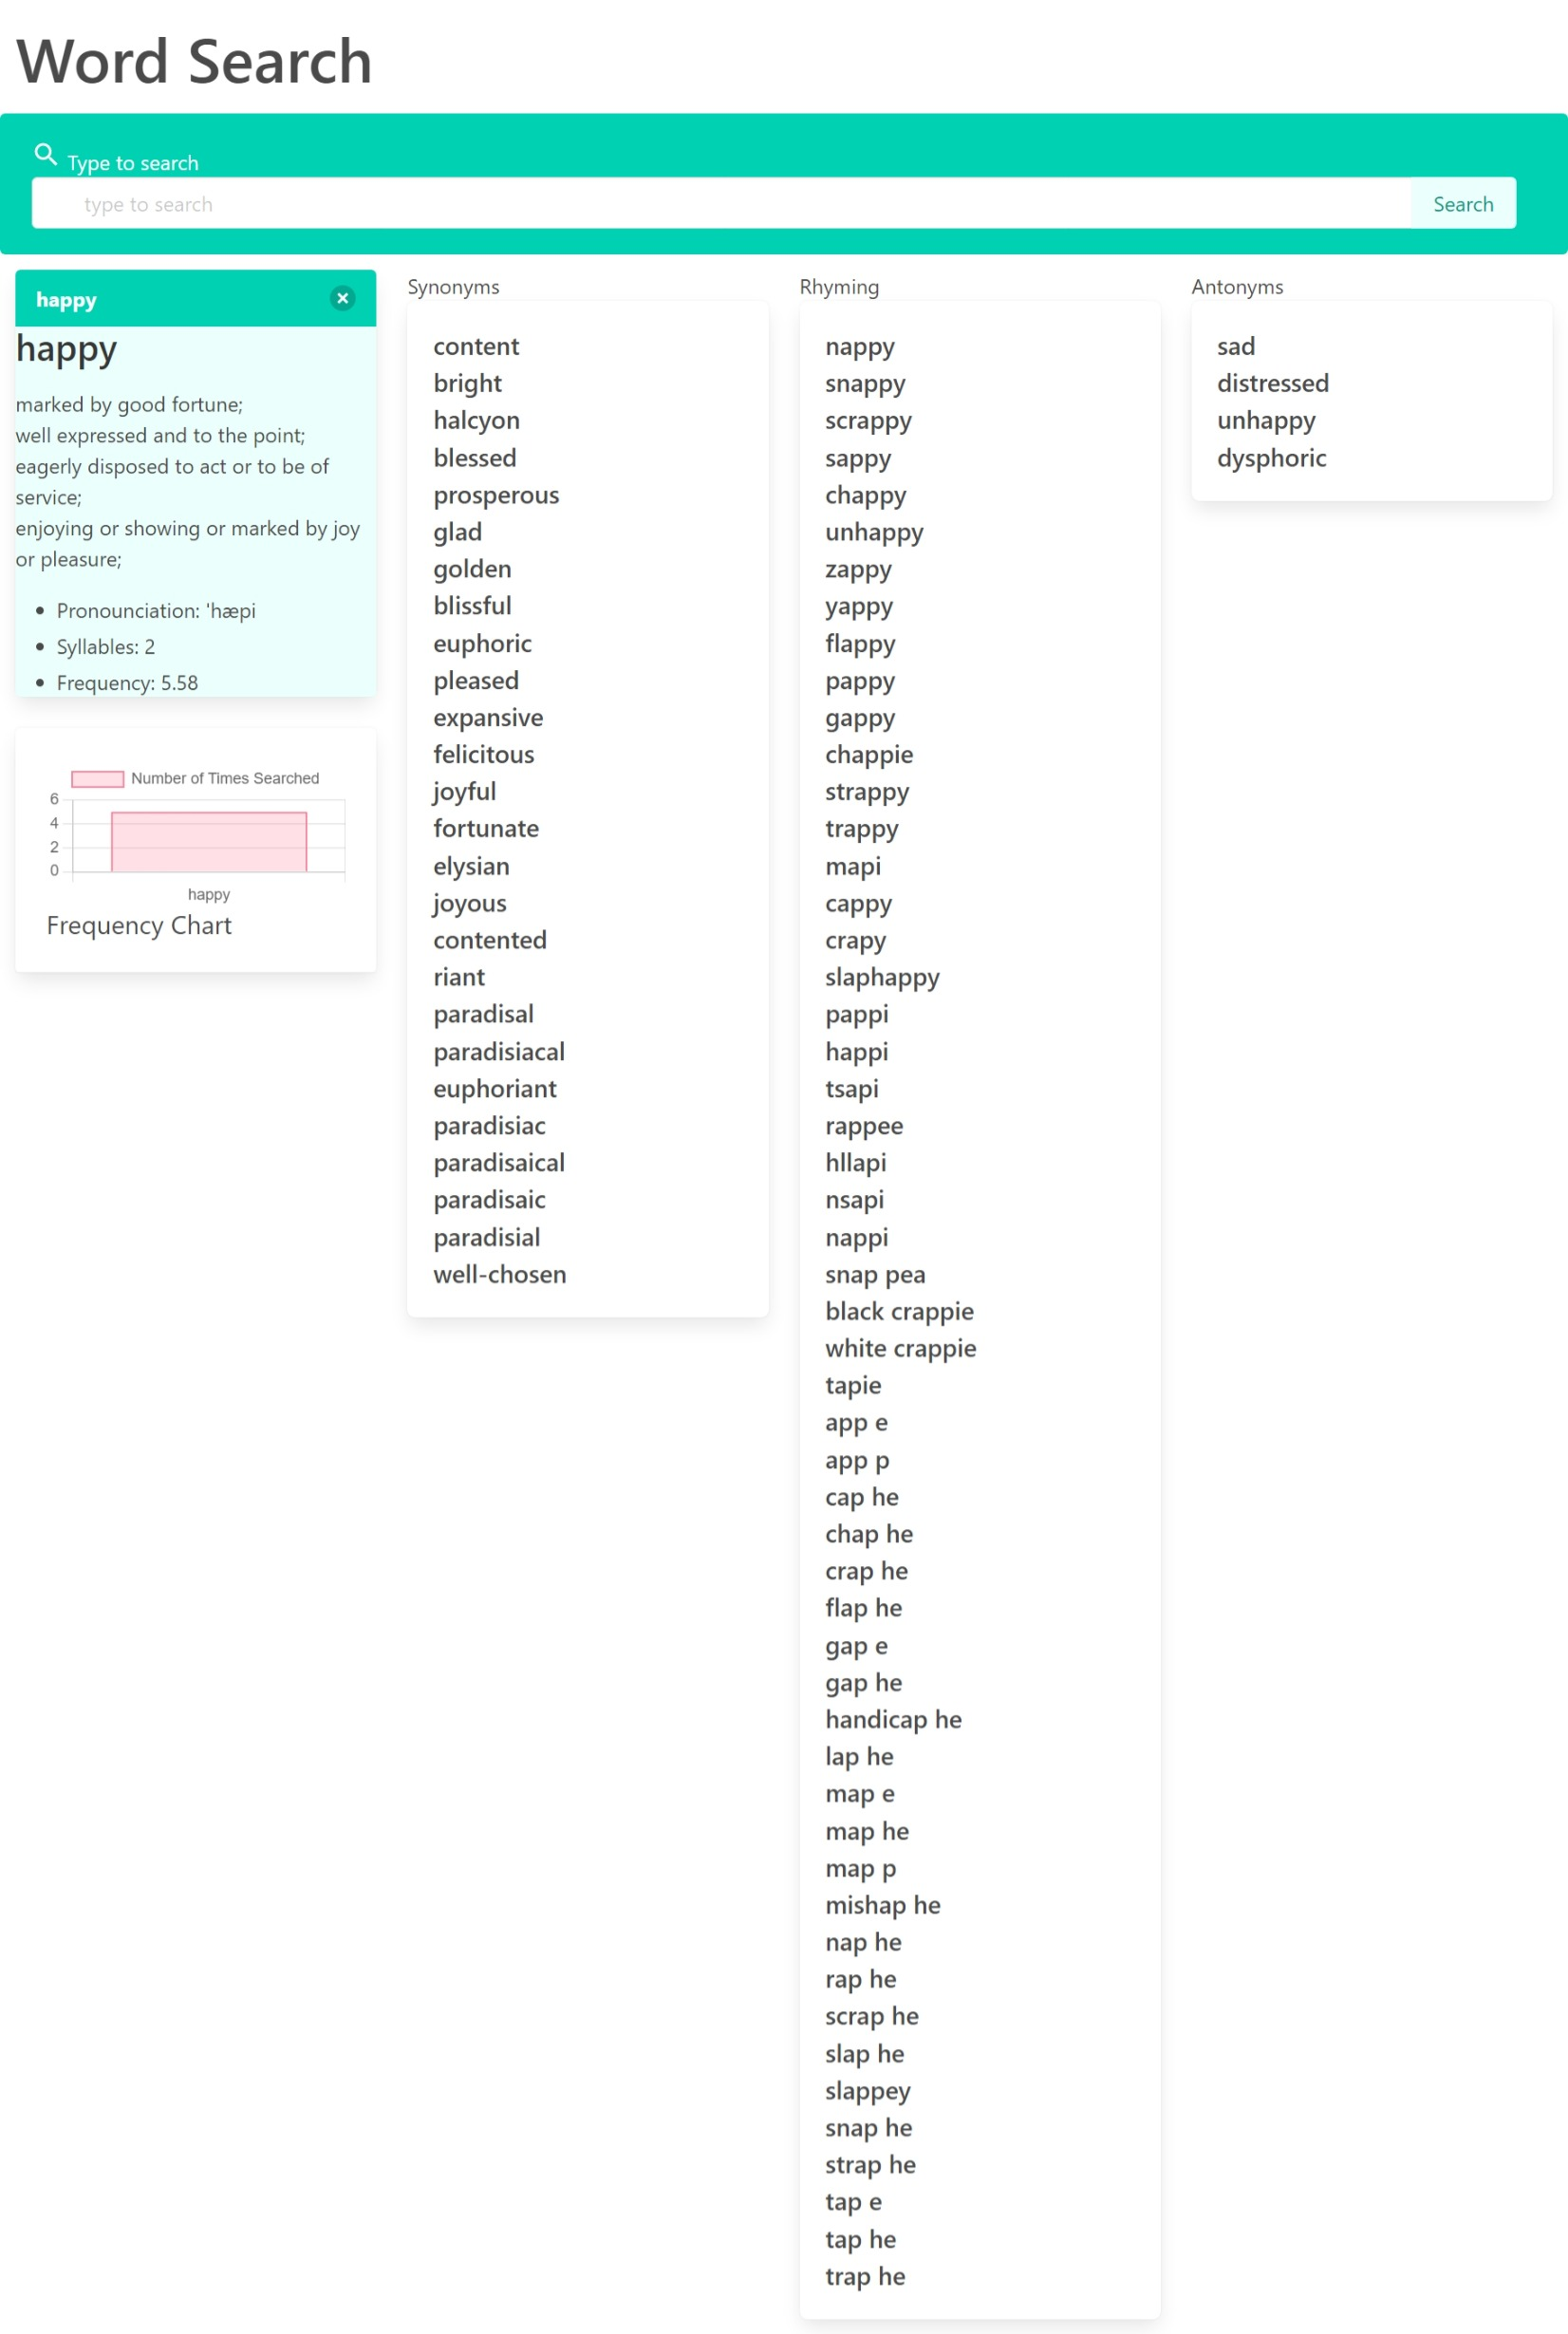 Word Search
Type to search
type to search
Search
happy
happy
marked by good fortune;
well expressed and to the point;
eagerly disposed to act or to be of
service;
enjoying or showing or marked by joy
or pleasure;
Pronounciation: 'hæpi
Syllables: 2
Frequency: 5.58
Number of Times Searched
6
4
2
0
happy
Frequency Chart
Synonyms
content
bright
halcyon
blessed
prosperous
glad
golden
blissful
euphoric
pleased
expansive
felicitous
joyful
fortunate
elysian
joyous
contented
riant
paradisal
paradisiacal
euphoriant
paradisiac
paradisaical
paradisaic
paradisial
well-chosen
Rhyming
nappy
snappy
scrappy
sappy
chappy
unhappy
zappy
yappy
flappy
pappy
gappy
chappie
strappy
trappy
mapi
cappy
crapy
slaphappy
pappi
happi
tsapi
rappee
hllapi
nsapi
nappi
snap pea
black crappie
white crappie
tapie
app e
app p
cap he
chap he
crap he
flap he
gap e
gap he
handicap he
lap he
map e
map he
map p
mishap he
nap he
rap he
scrap he
slap he
slappey
snap he
strap he
tap e
tap he
trap he
Antonyms
sad
distressed
unhappy
dysphoric